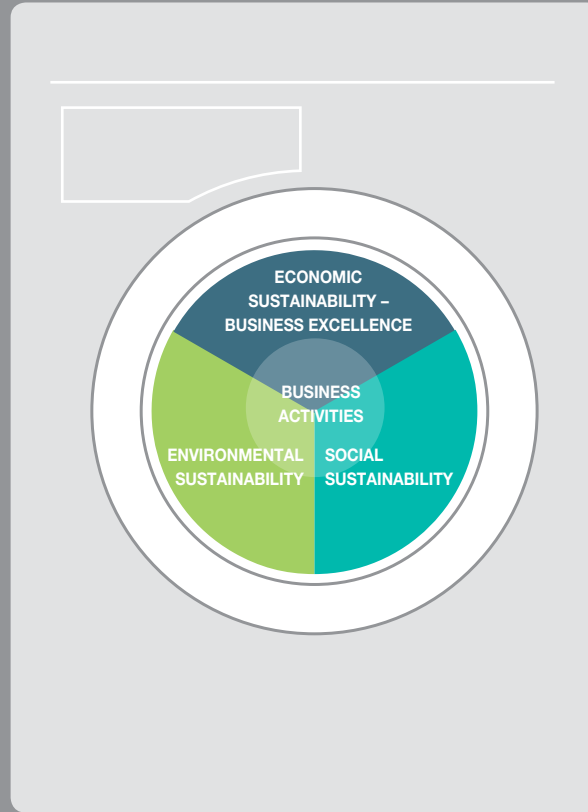 ECONOMIC
SUSTAINABILITY –
BUSINESS EXCELLENCE
BUSINESS
ACTIVITIES
ENVIRONMENTAL
SUSTAINABILITY
SOCIAL
SUSTAINABILITY